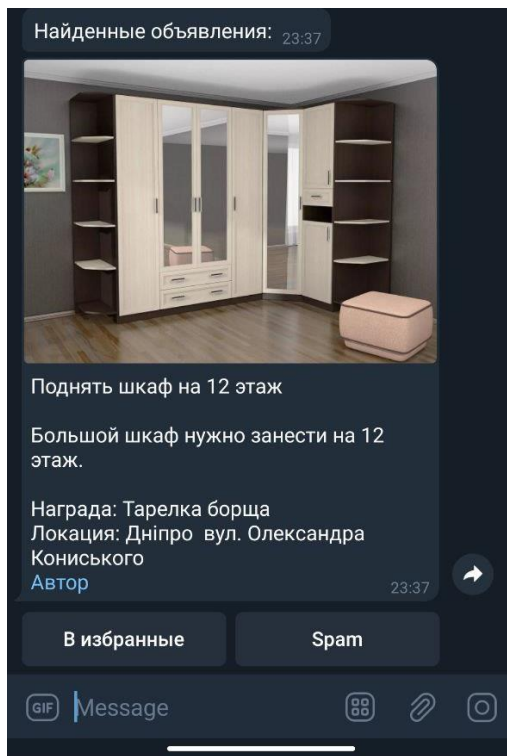 Найденные объявления: 23:37
Поднять шкаф на 12 этаж
Большой шкаф нужно занести на 12
этаж.
Награда: Тарелка борща
Локация: Дніпро вул. Олександра
Кониського
Автор 23:37
В избранные Spam
GIF Message